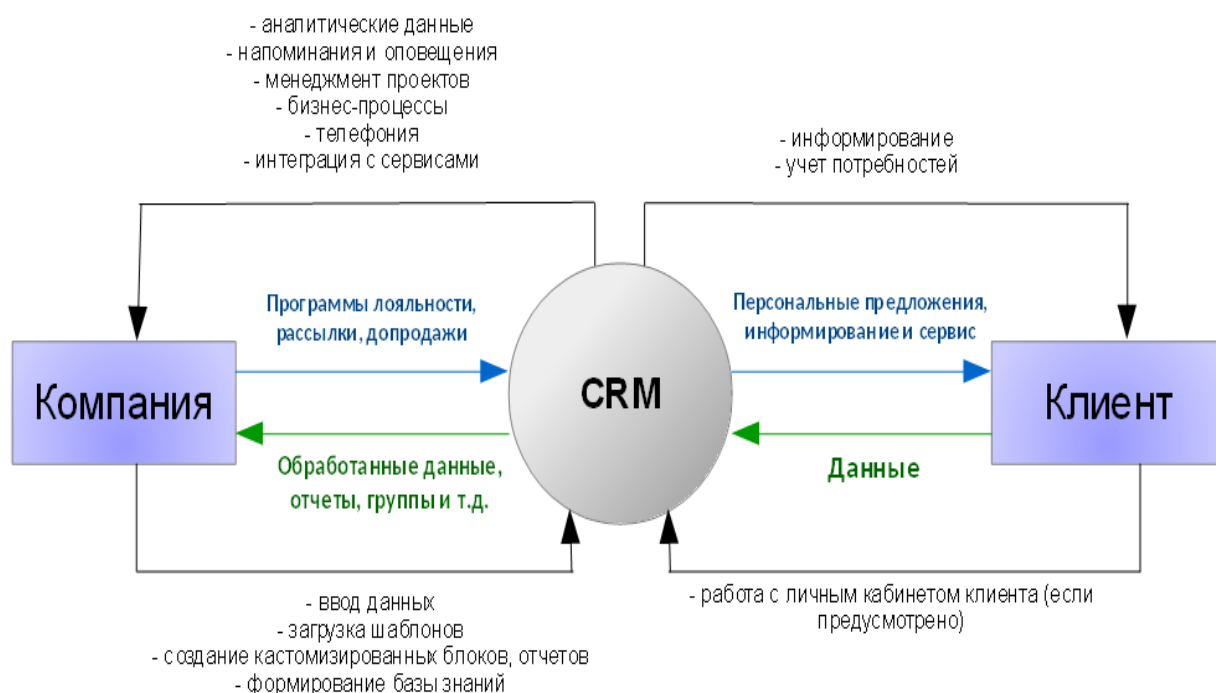 - аналитические данные
- напоминания и оповещения
- менеджмент проектов
- бизнес-процессы
- телефония
- интеграция с сервисами
- информирование
- учет потребностей
Программы лояльности,
рассылки, допродажи
Персональные предложения,
информирование и сервис
Компания
CRM
Клиент
Обработанные данные,
отчеты, группы и т.д.
Данные
- ввод данных
- загрузка шаблонов
- создание кастомизированных блоков, отчетов
- формирование базы знаний
- работа с личным кабинетом клиента (если
предусмотрено)